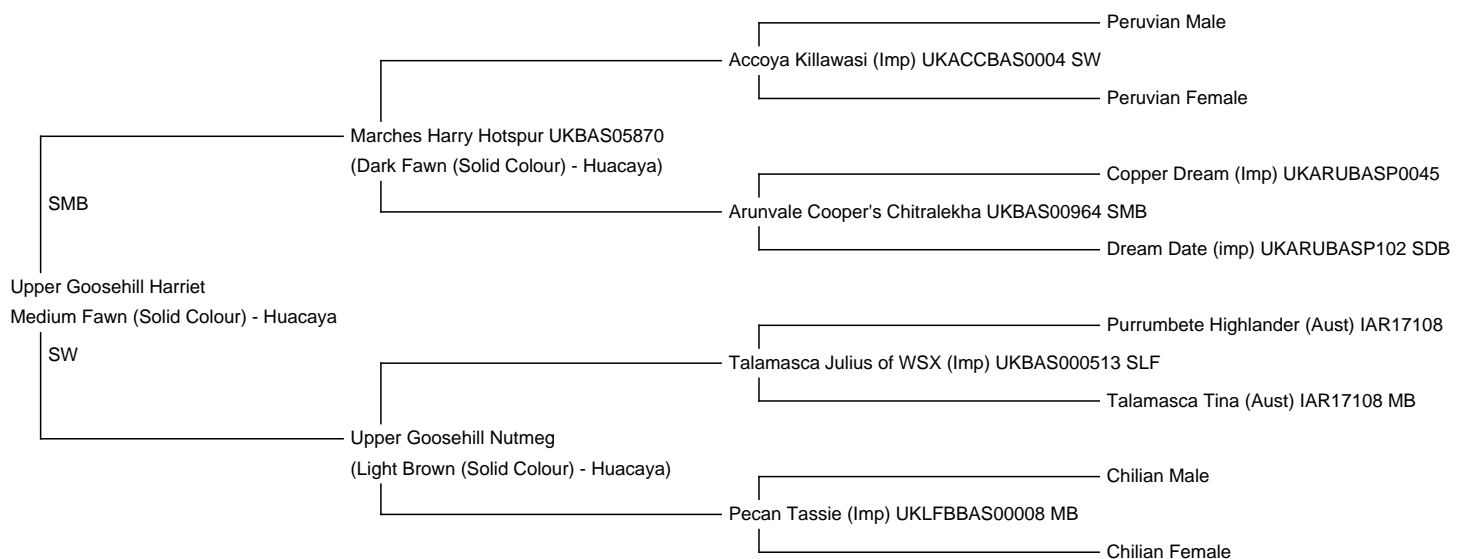 Peruvian Male
Accoya Killawasi (Imp) UKACCBAS0004 SW
Peruvian Female
Marches Harry Hotspur UKBAS05870
(Dark Fawn (Solid Colour) - Huacaya)
Copper Dream (Imp) UKARUBASP0045
SMB
Arunvale Cooper's Chitralekha UKBAS00964 SMB
Dream Date (imp) UKARUBASP102 SDB
Upper Goosehill Harriet
Medium Fawn (Solid Colour) - Huacaya
Purrumbete Highlander (Aust) IAR17108
SW
Talamasca Julius of WSX (Imp) UKBAS000513 SLF
Talamasca Tina (Aust) IAR17108 MB
Upper Goosehill Nutmeg
(Light Brown (Solid Colour) - Huacaya)
Chilian Male
Pecan Tassie (Imp) UKLFBBAS00008 MB
Chilian Female